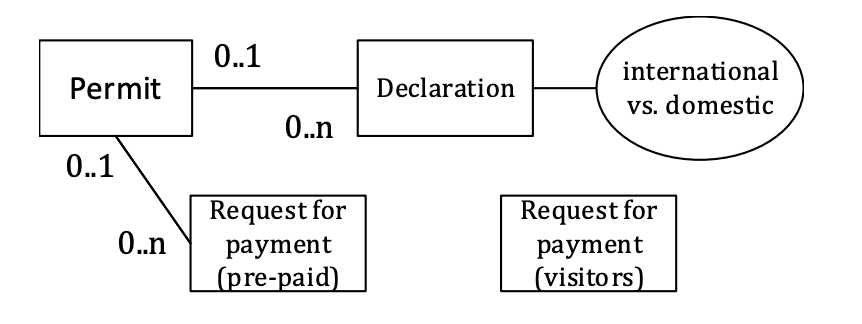 0..1
Permit
Declaration
international
vs. domestic
0..n
0..1
0..n
Request for
payment
(pre-paid)
Request for
payment
(visitors)